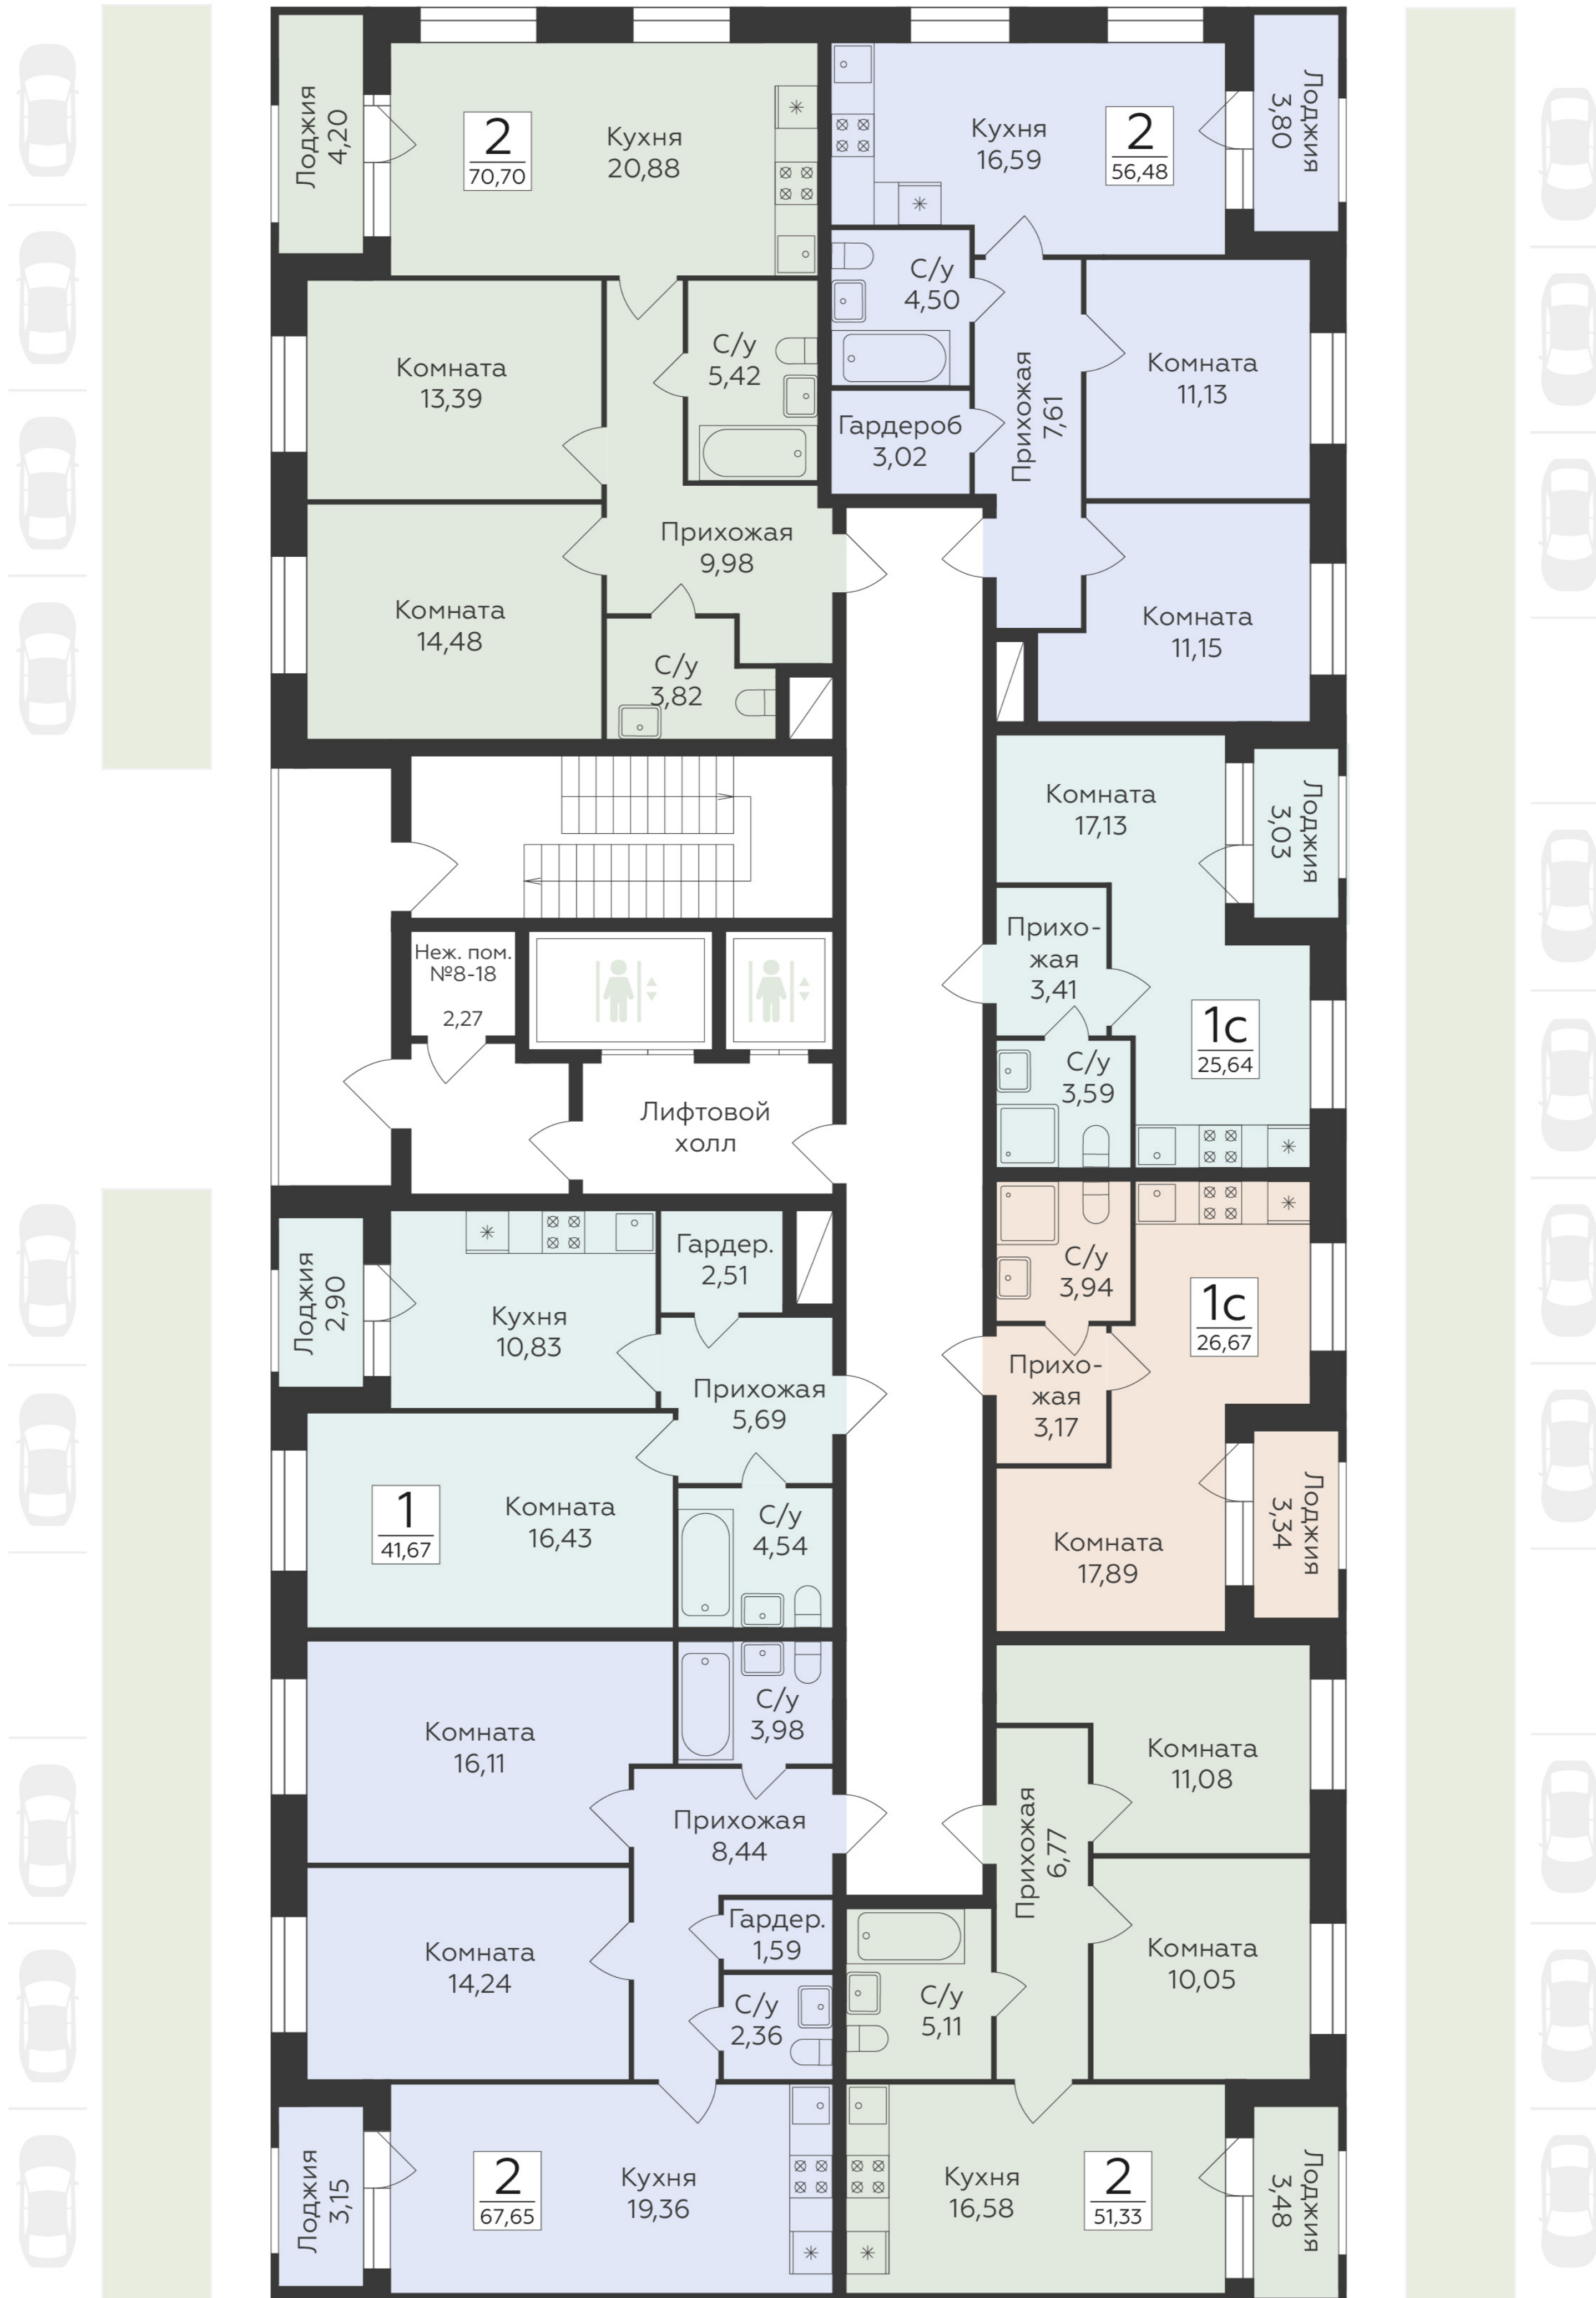 Лоджия
4,20
2
70,70
Кухня
20,88
Кухня
16,59
2
56,48
Лоджия
3,80
С/у
4,50
Комната
13,39
С/у
5,42
Прихожая
7,61
Комната
11,13
Гардероб
3,02
Прихожая
9,98
Комната
14,48
С/у
3,82
Комната
11,15
Комната
17,13
Лоджия
3,03
Прихо-
жая
3,41
Неж. пом.
№8-18
2,27
1с
25,64
С/у
3,59
Лифтовой
холл
Лоджия
2,90
Кухня
10,83
Гардер.
2,51
С/у
3,94
1с
26,67
Прихожая
5,69
Прихо-
жая
3,17
1
41,67
Комната
16,43
С/у
4,54
Комната
17,89
Лоджия
3,34
Комната
16,11
С/у
3,98
Комната
11,08
Прихожая
8,44
Прихожая
6,77
Гардер.
1,59
Комната
14,24
Комната
10,05
С/у
2,36
С/у
5,11
Лоджия
3,15
2
67,65
Кухня
19,36
Кухня
16,58
2
51,33
Лоджия
3,48